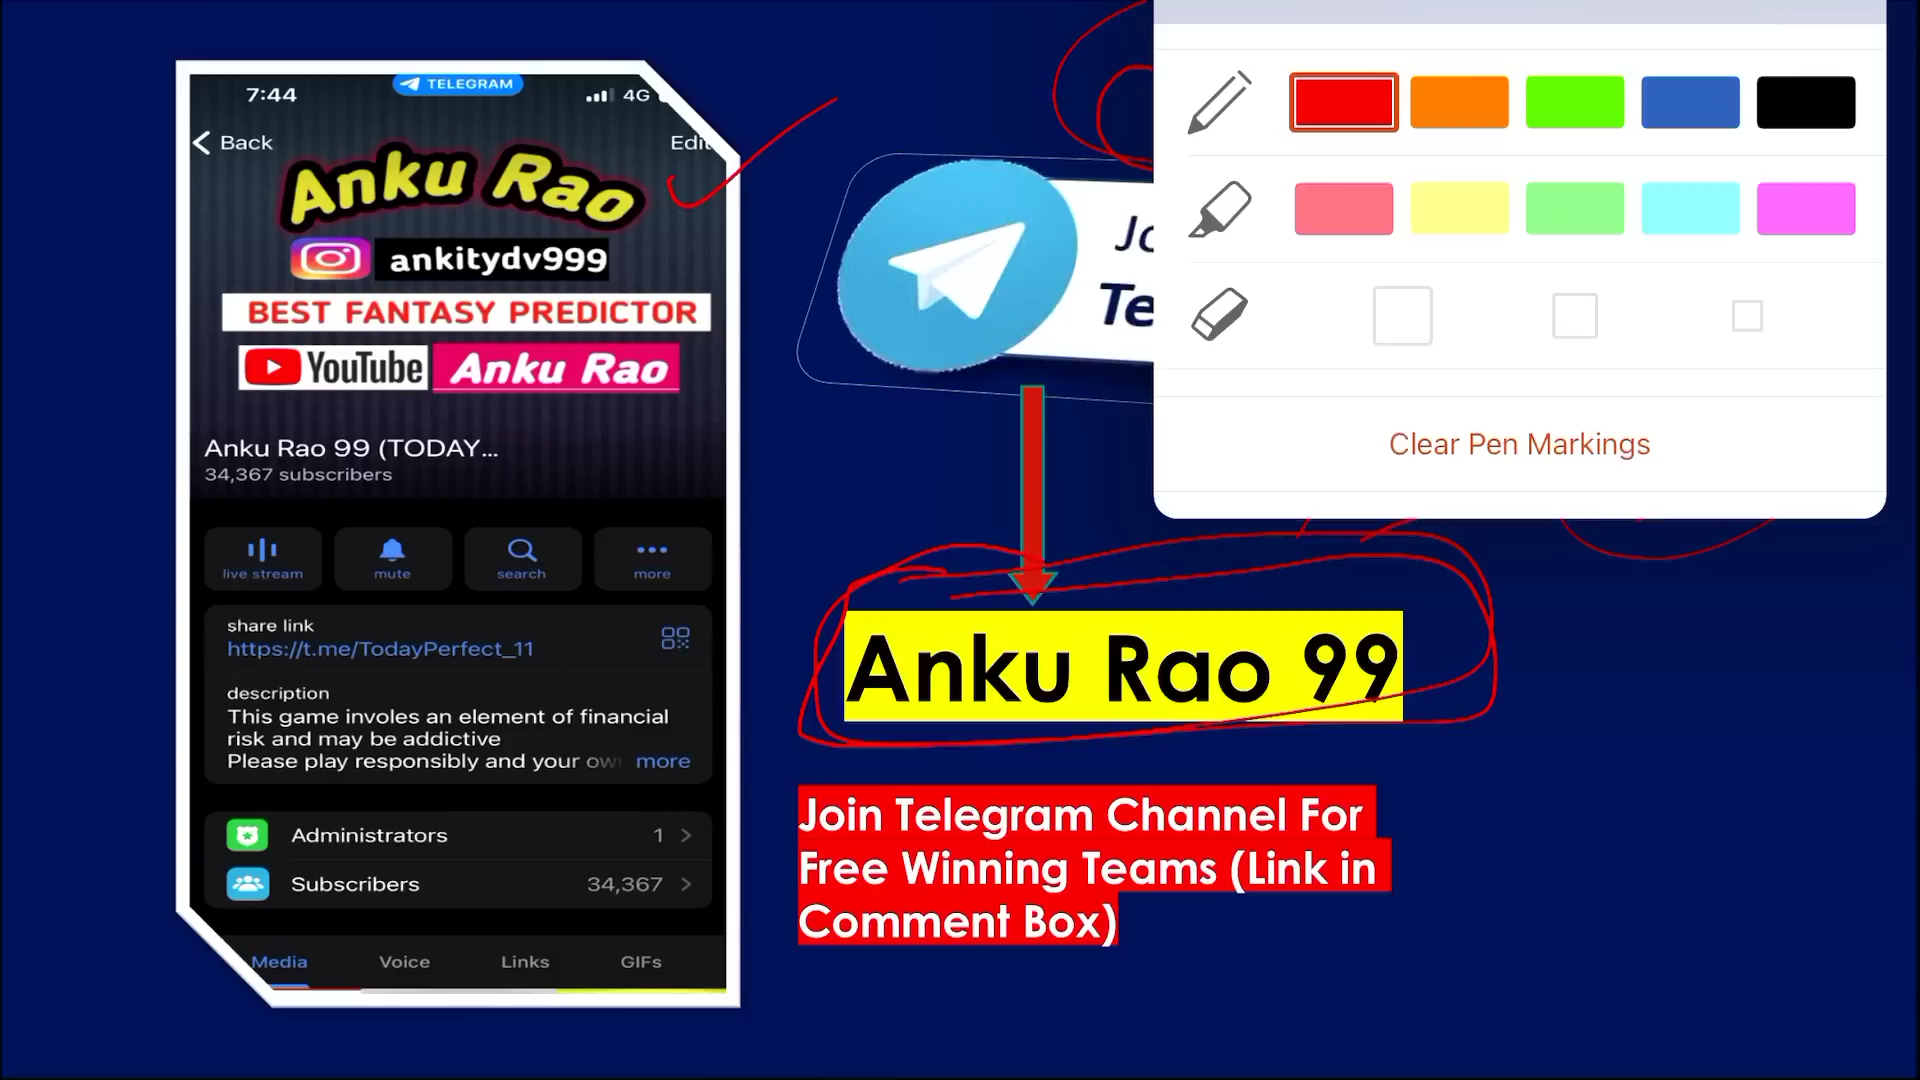 7:44
TELEGRAM
4G
Back
Edit
Anku Rao
ankitydv999
BEST FANTASY PREDICTOR
YouTube Anku Rao
Anku Rao 99 (TODAY...
34,367 subscribers
live stream
mute
search
more
share link
https://t.me/TodayPerfect_11
description
This game involes an element of financial
risk and may be addictive
Please play responsibly and your own more
Administrators 1
Subscribers 34,367
Media Voice Links GIFs
Jo
Te
Anku Rao 99
Join Telegram Channel For
Free Winning Teams (Link in
Comment Box)
Clear Pen Markings